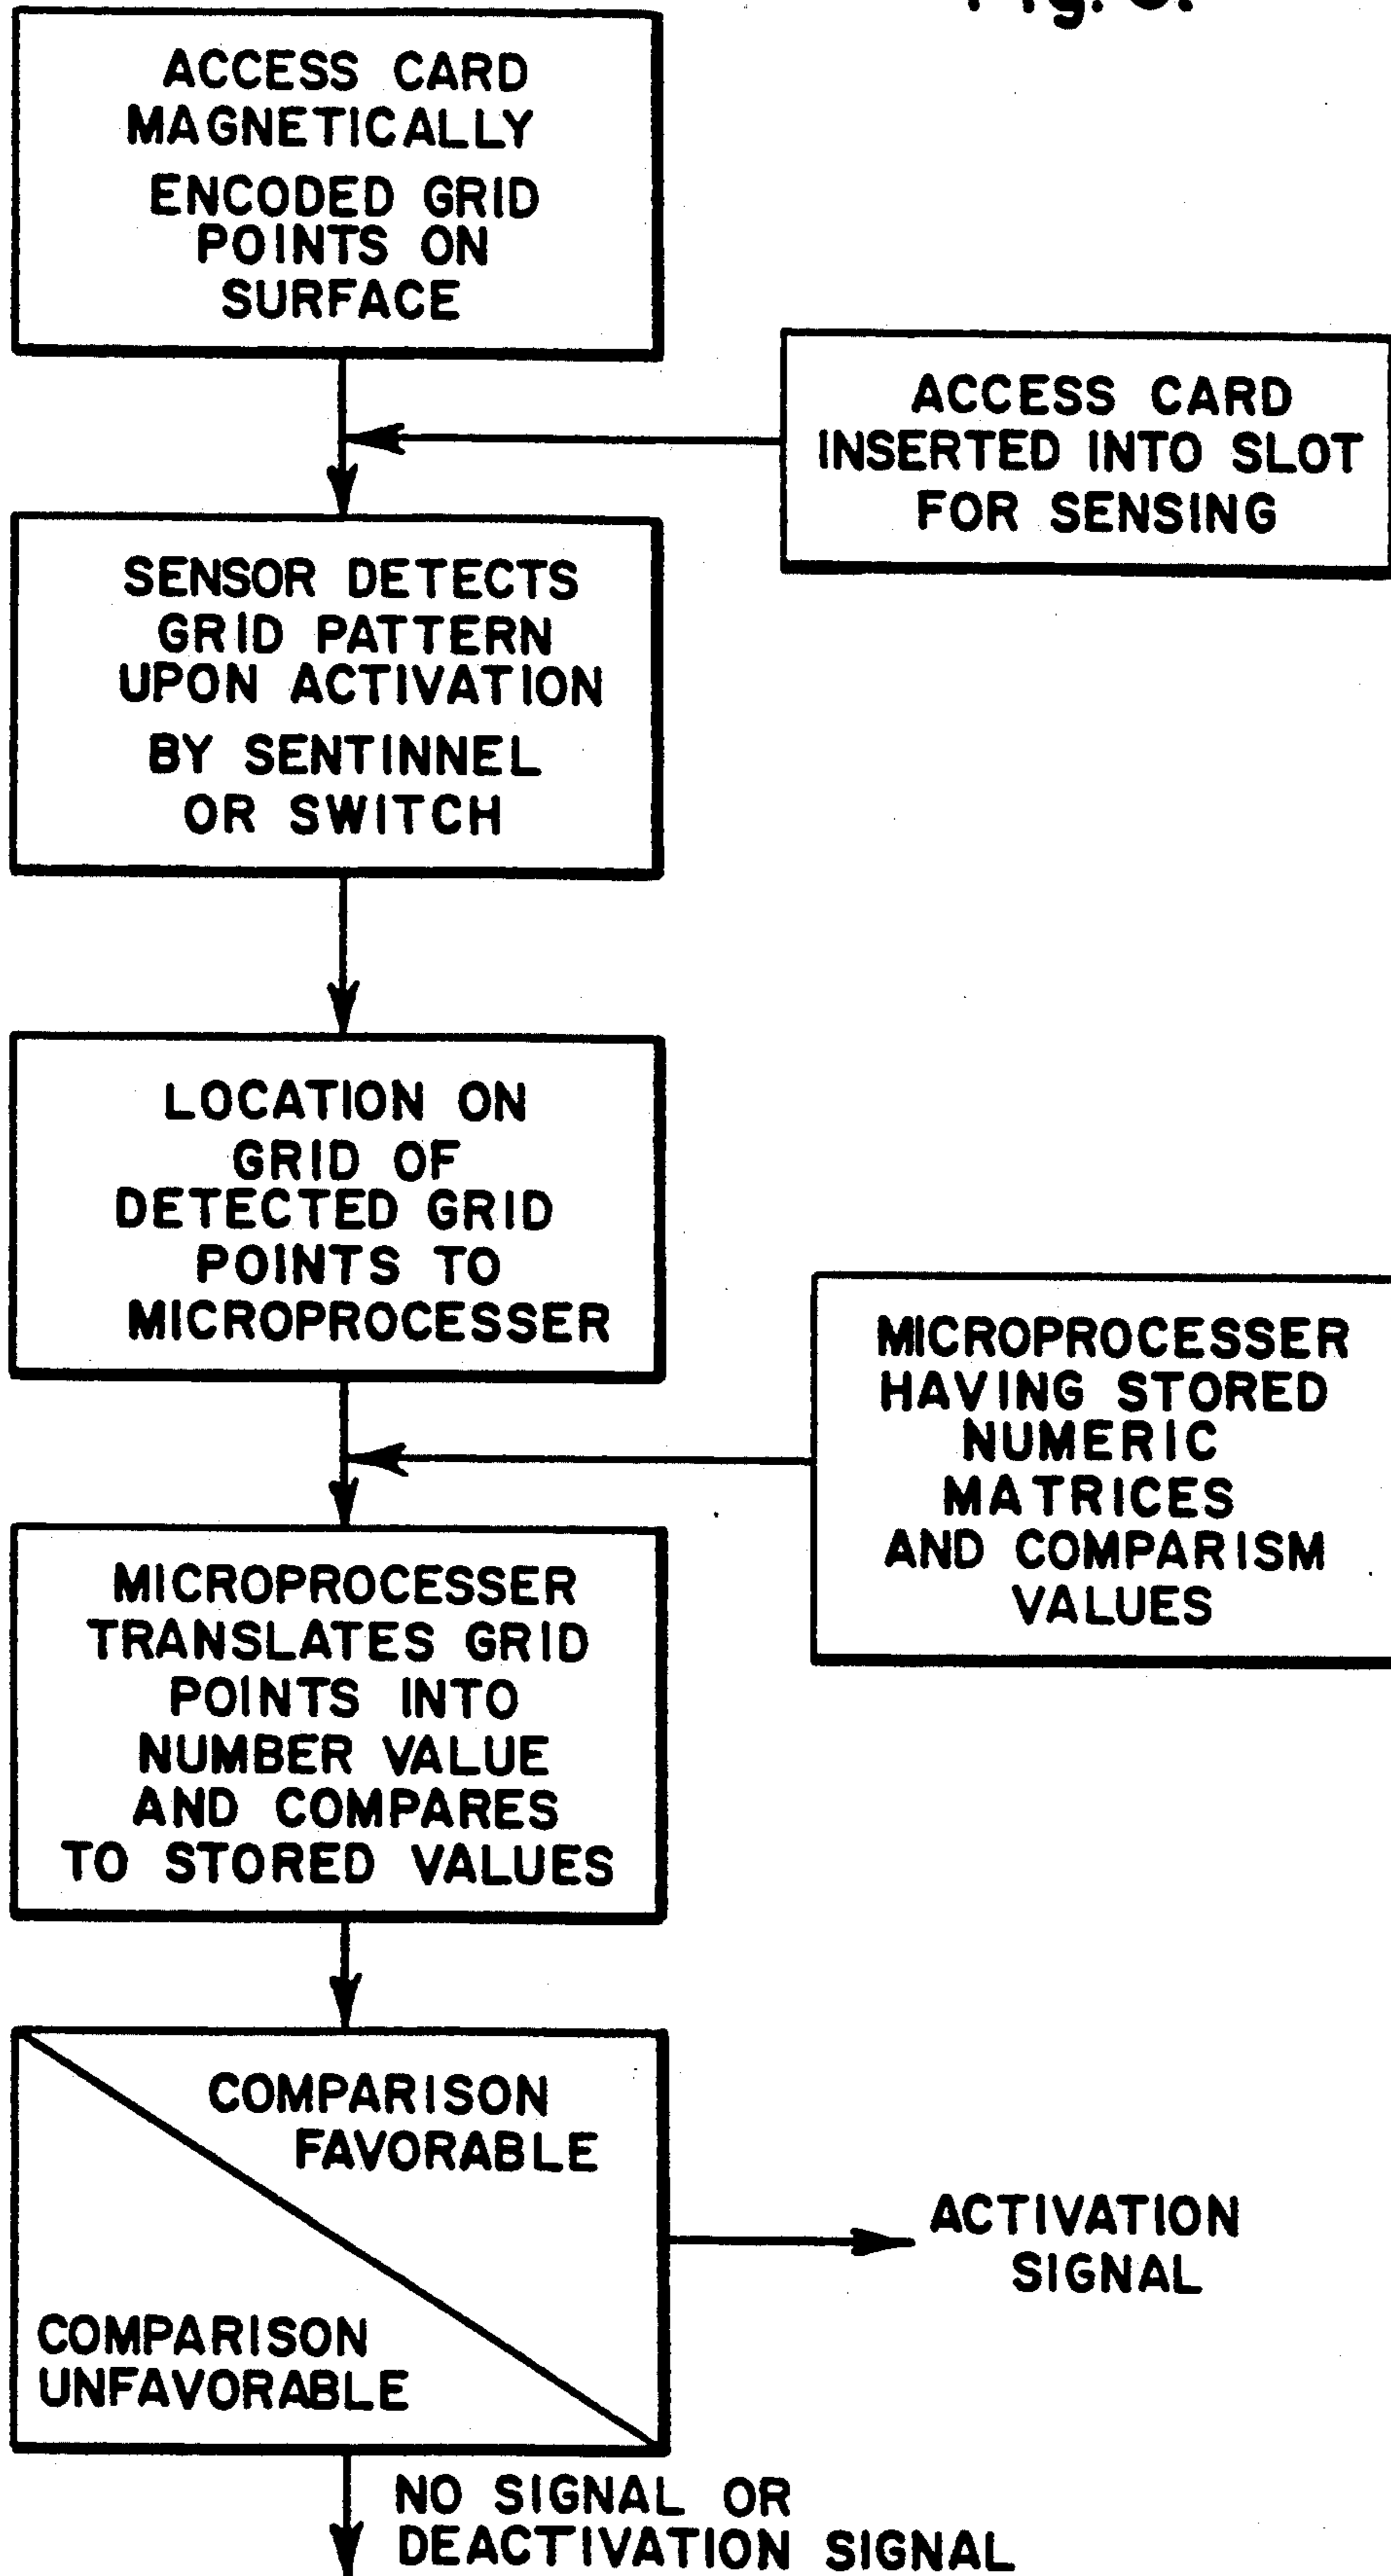 ACCESS CARD
MAGNETICALLY
ENCODED GRID
POINTS ON
SURFACE
ACCESS CARD
INSERTED INTO SLOT
FOR SENSING
SENSOR DETECTS
GRID PATTERN
UPON ACTIVATION
BY SENTINNEL
OR SWITCH
LOCATION ON
GRID OF
DETECTED GRID
POINTS TO
MICROPROCESSER
MICROPROCESSER
HAVING STORED
NUMERIC
MATRICES
AND COMPARISM
VALUES
MICROPROCESSER
TRANSLATES GRID
POINTS INTO
NUMBER VALUE
AND COMPARES
TO STORED VALUES
COMPARISON
FAVORABLE
ACTIVATION
SIGNAL
COMPARISON
UNFAVORABLE
NO SIGNAL OR
DEACTIVATION SIGNAL